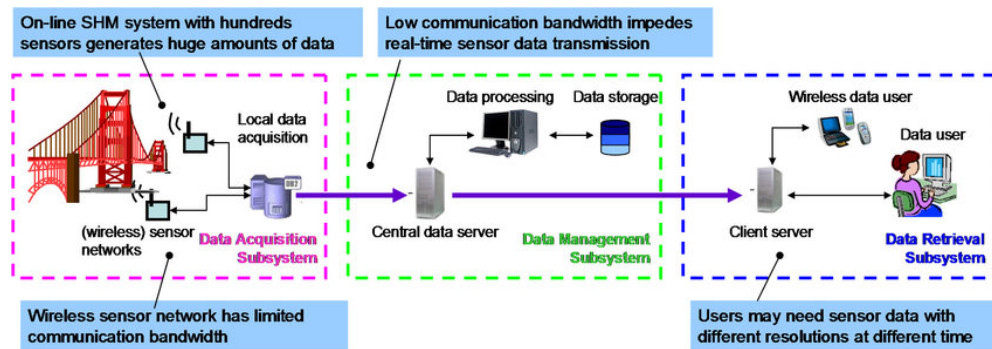 On-line SHM system with hundreds
sensors generates huge amounts of data
Low communication bandwidth impedes
real-time sensor data transmission
Local data
acquisition
DB2
(wireless) sensor
networks
Data Acquisition
Subsystem
Data processing
Data storage
Central data server
Data Management
Subsystem
Wireless data user
Data user
Client server
Data Retrieval
Subsystem
Wireless sensor network has limited
communication bandwidth
Users may need sensor data with
different resolutions at different time